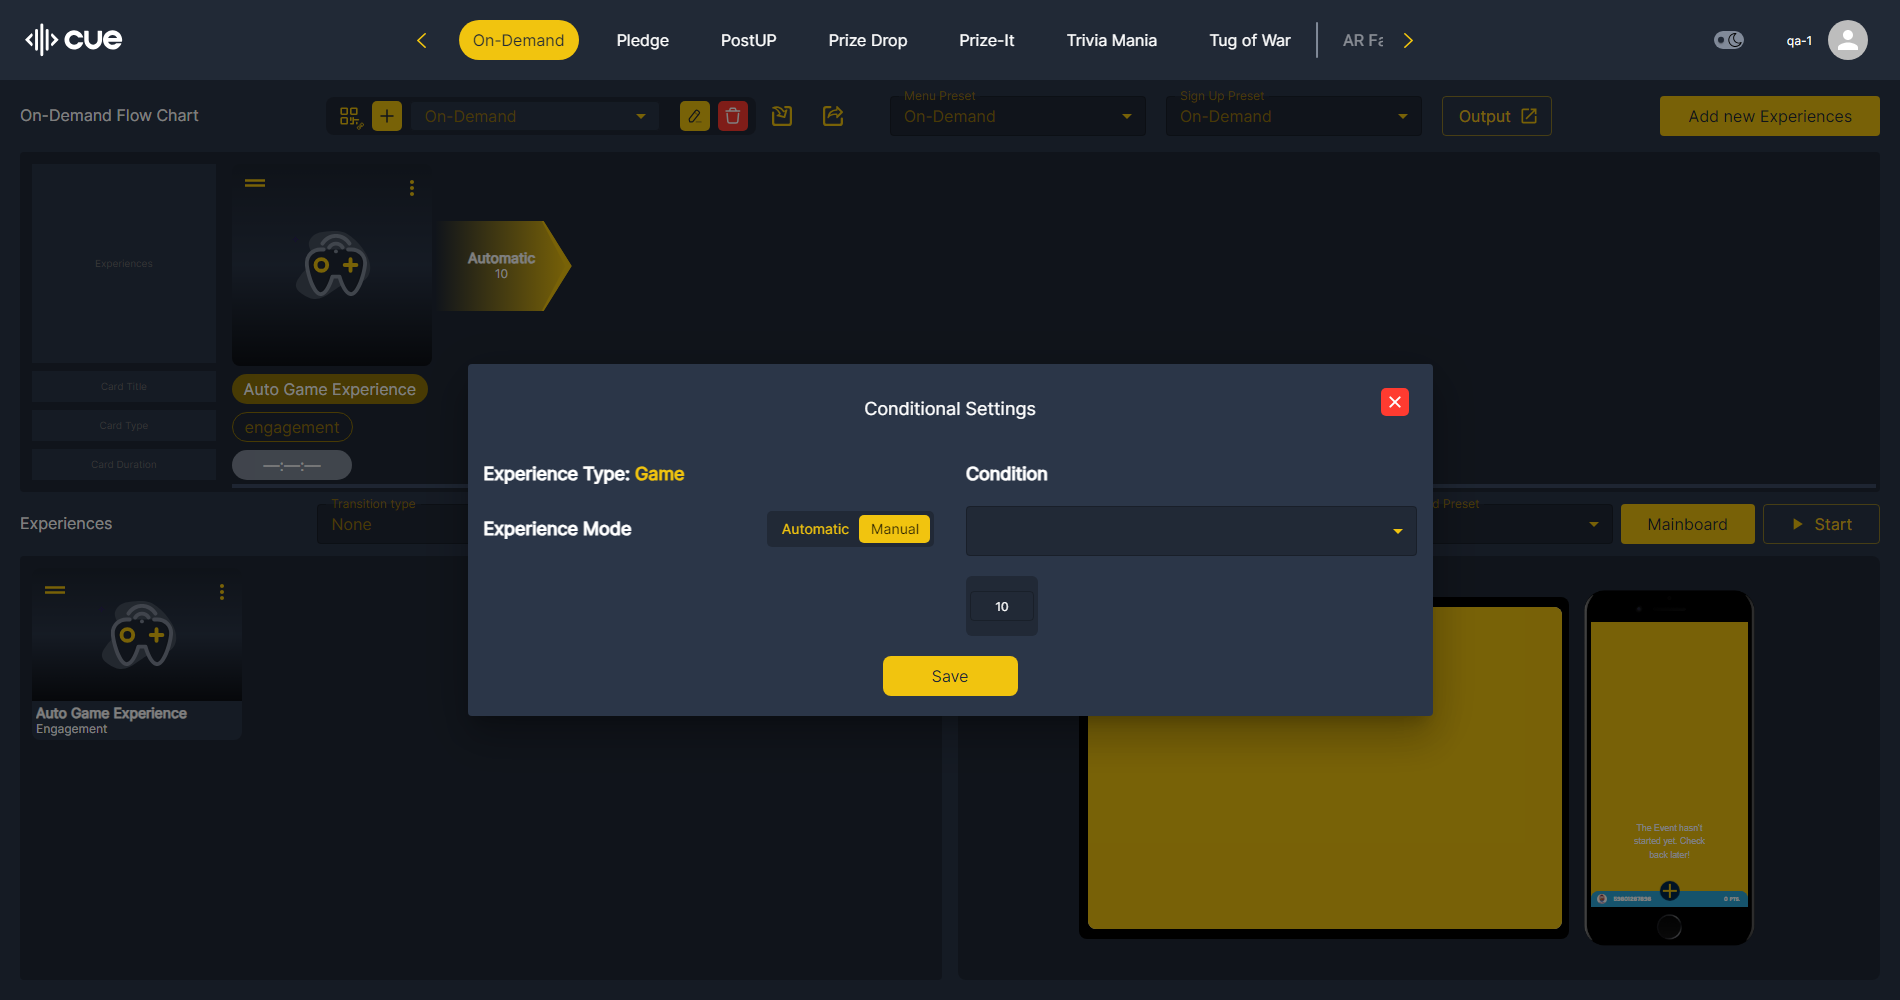 cue
On-Demand
Pledge
PostUP
Prize Drop
Prize-It
Trivia Mania
Tug of War
AR Fa
qa-1
On-Demand Flow Chart
On-Demand
Menu Preset
On-Demand
Sign Up Preset
On-Demand
Output
Add new Experiences
Experiences
Automatic
10
Card Title
Auto Game Experience
Card Type
engagement
Card Duration
—:—:—
Conditional Settings
Experience Type: Game
Condition
Experience Mode
Automatic
Manual
10
Save
Experiences
Transition type
None
d Preset
Mainboard
Start
Auto Game Experience
Engagement
The Event hasn't
started yet. Check
back later!